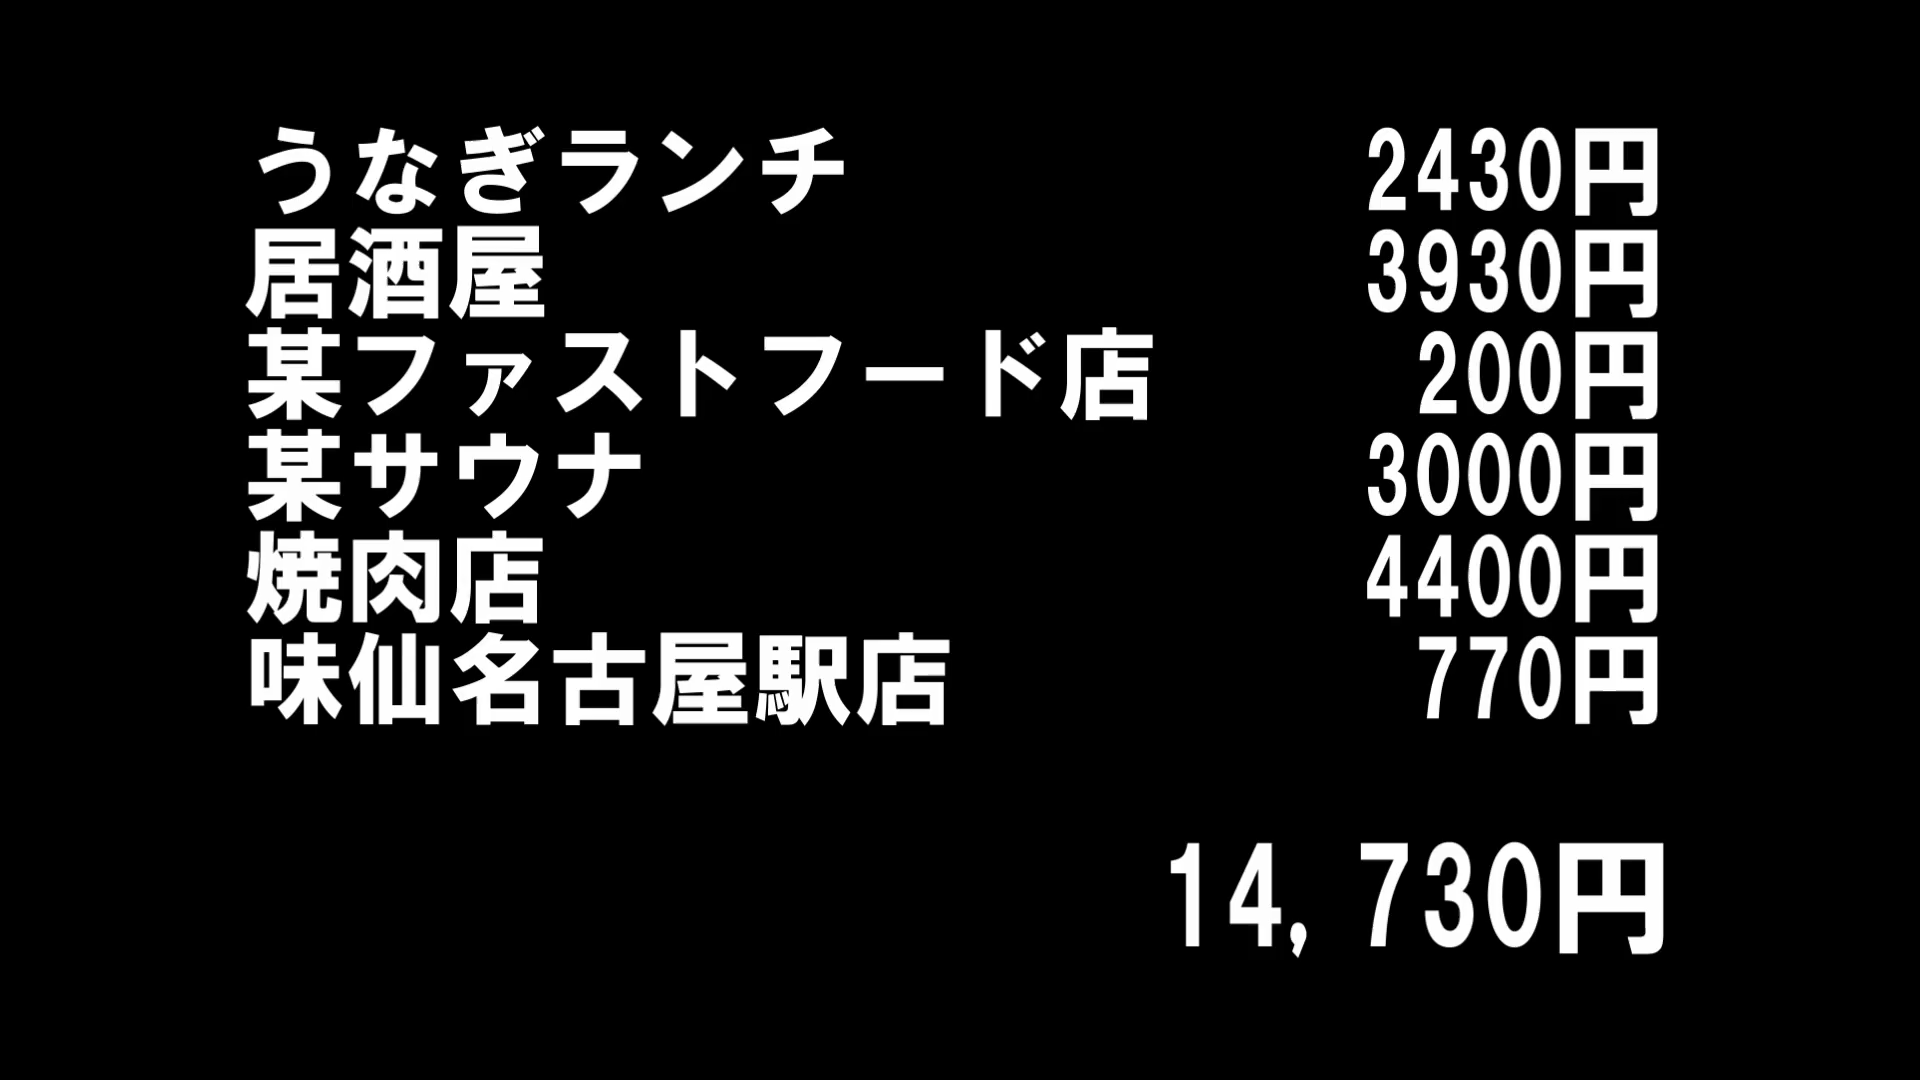 うなぎランチ 2430円
居酒屋 3930円
某ファストフード店 200円
某サウナ 3000円
焼肉店 4400円
味仙名古屋駅店 770円
14,730円